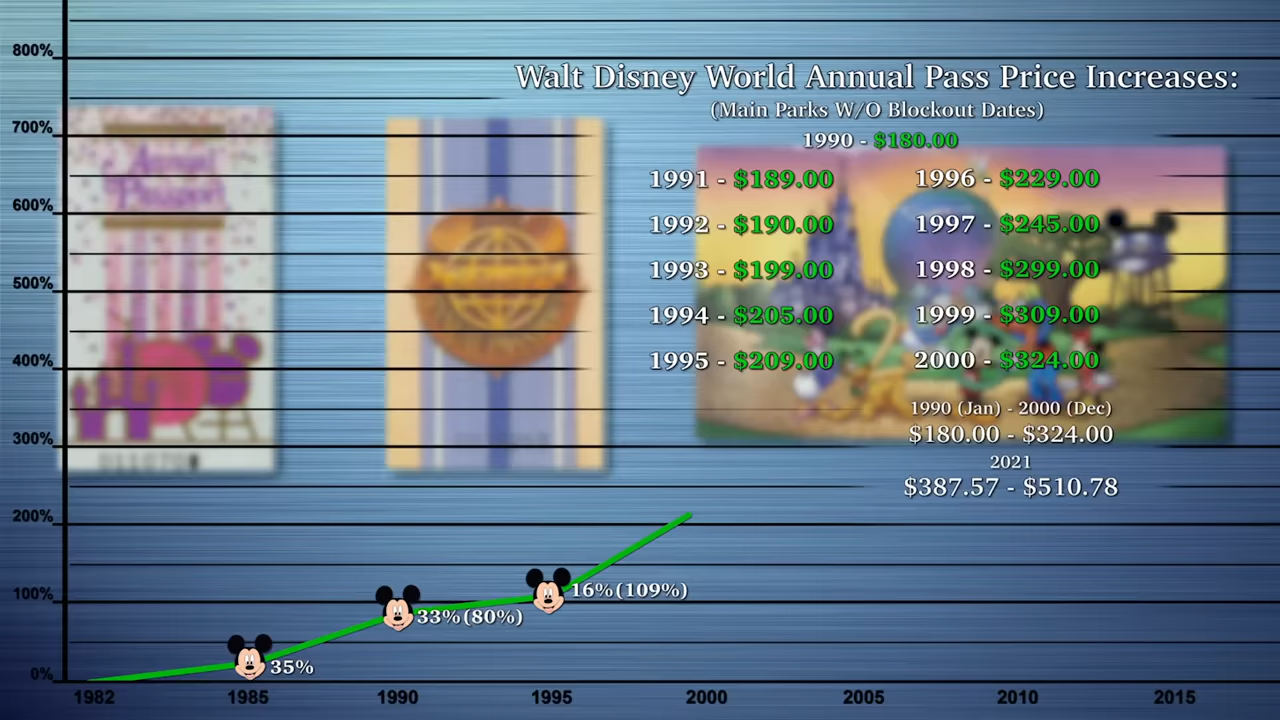 Walt Disney World Annual Pass Price Increases:
(Main Parks W/O Blockout Dates)
1990 - $180.00
1991 - $189.00
1992 - $190.00
1993 - $199.00
1994 - $205.00
1995 - $209.00
1996 - $229.00
1997 - $245.00
1998 - $299.00
1999 - $309.00
2000 - $324.00
1990 (Jan) - 2000 (Dec)
$180.00 - $324.00
2021
$387.57 - $510.78
Annual
Passport
800%
700%
600%
500%
400%
300%
200%
100%
0%
35%
33%(80%)
16%(109%)
1982
1985
1990
1995
2000
2005
2010
2015